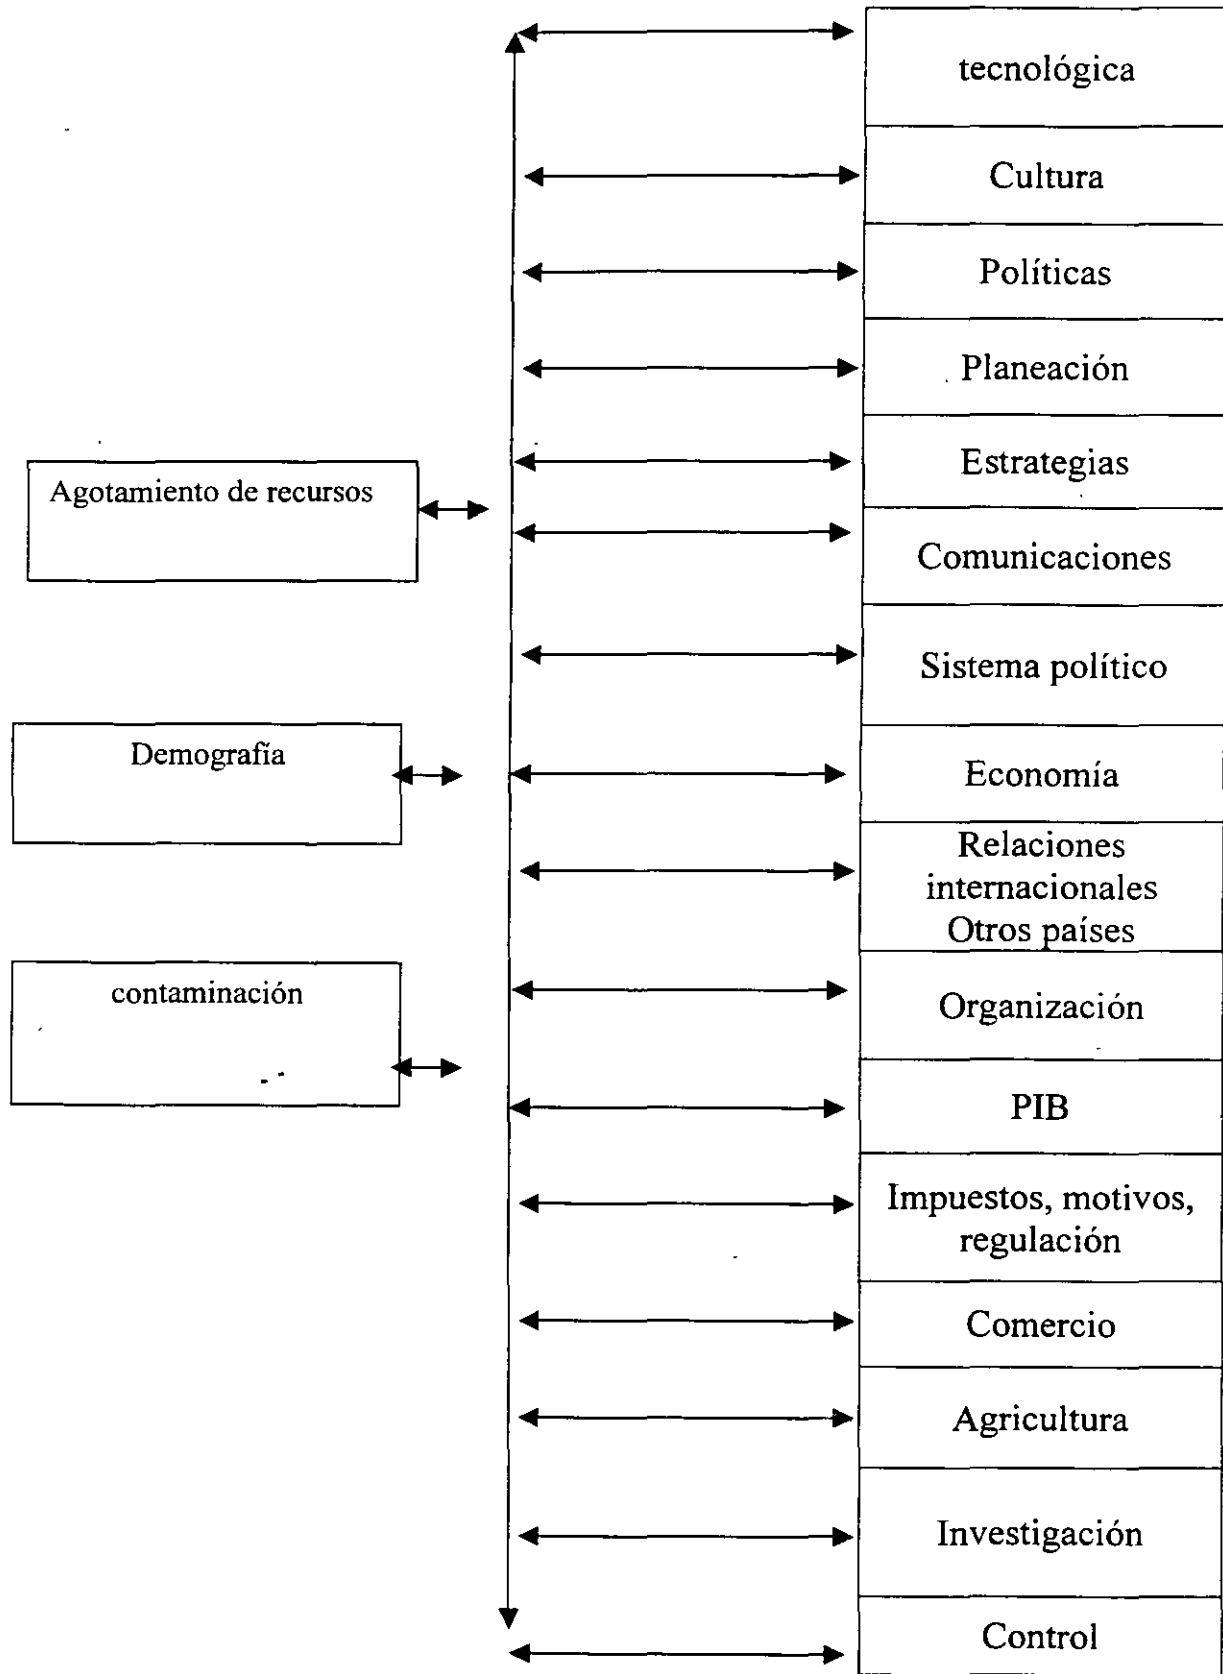 tecnológica
Cultura
Políticas
Planeación
Estrategias
Agotamiento de recursos
Comunicaciones
Sistema político
Demografía
Economía
Relaciones
internacionales
Otros países
contaminación
Organización
PIB
Impuestos, motivos,
regulación
Comercio
Agricultura
Investigación
Control